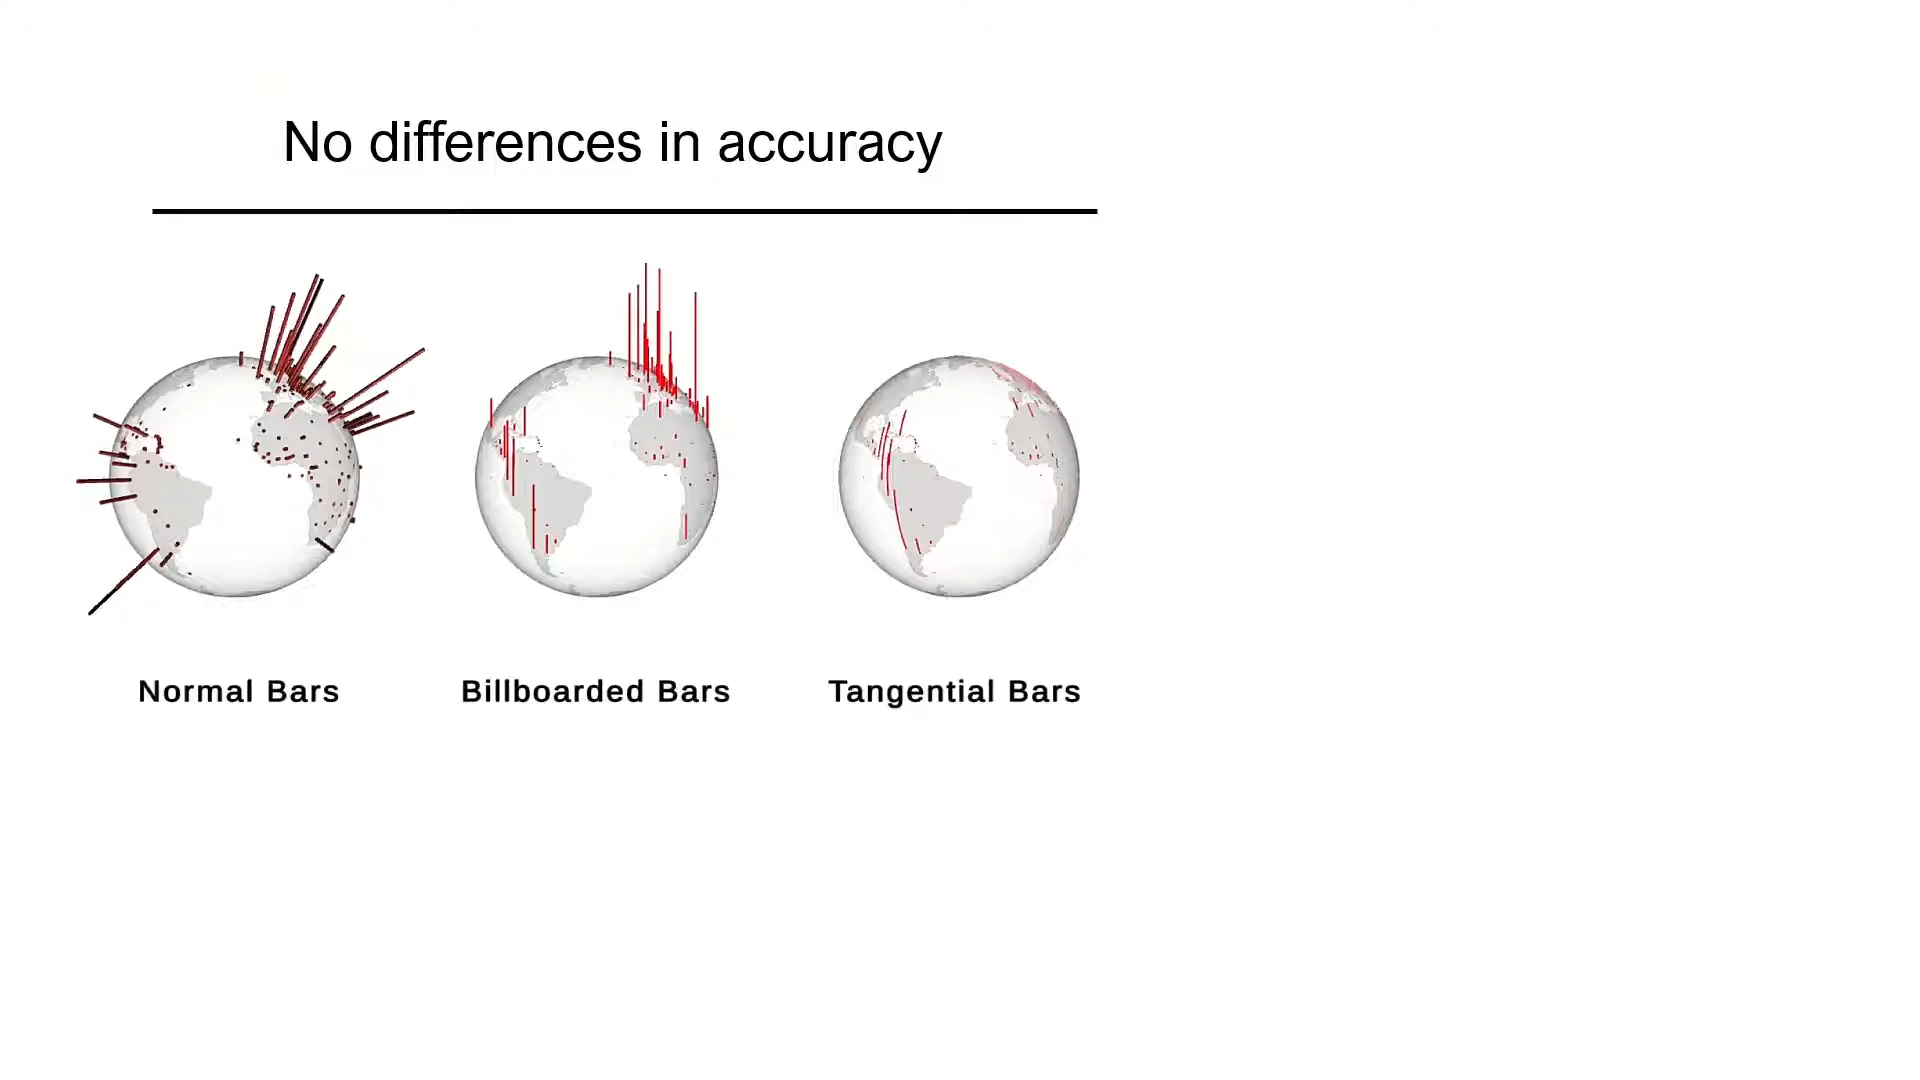 No differences in accuracy
Normal Bars
Billboarded Bars
Tangential Bars